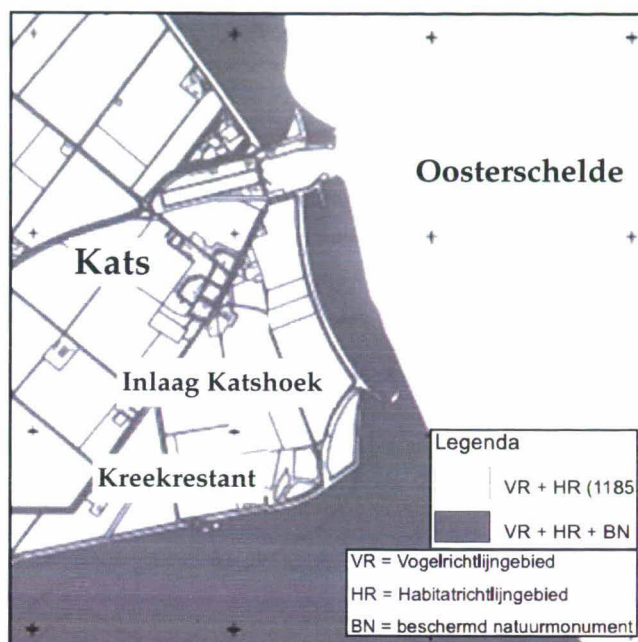 Oosterschelde
Kats
Inlaag Katshoek
Kreekrestant
Legenda
VR + HR (1185
VR + HR + BN
VR = Vogelrichtlijngebied
HR = Habitatrichtlijngebied
BN = beschermd natuurmonument